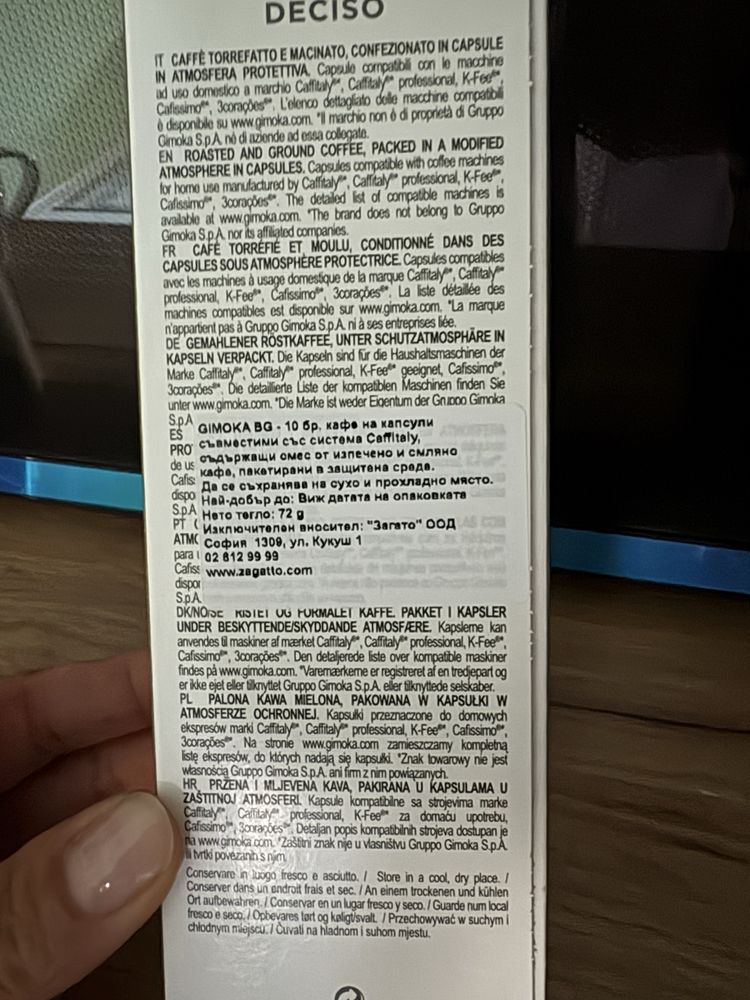 DECISO
IT CAFFÈ TORREFATTO E MACINATO, CONFEZIONATO IN CAPSULE
IN ATMOSFERA PROTETTIVA. Capsule compatibili con le macchine
ad uso domestico a marchio Caffitaly®*, Caffitaly®* professional, K-Fee®*,
Cafissimo®*, 3corações®*. L'elenco dettagliato delle macchine compatibili
è disponibile su www.gimoka.com. *Il marchio non è di proprietà di Gruppo
Gimoka S.p.A. né di aziende ad essa collegate.
EN ROASTED AND GROUND COFFEE, PACKED IN A MODIFIED
ATMOSPHERE IN CAPSULES. Capsules compatible with coffee machines
for home use manufactured by Caffitaly®*, Caffitaly®* professional, K-Fee®*,
Cafissimo®*, 3corações®*. The detailed list of compatible machines is
available at www.gimoka.com. *The brand does not belong to Gruppo
Gimoka S.p.A. nor its affiliated companies.
FR CAFÉ TORRÉFIÉ ET MOULU, CONDITIONNÉ DANS DES
CAPSULES SOUS ATMOSPHÈRE PROTECTRICE. Capsules compatibles
avec les machines à usage domestique de la marque Caffitaly®*, Caffitaly®*
professional, K-Fee®*, Cafissimo®*, 3corações®*. La liste détaillée des
machines compatibles est disponible sur www.gimoka.com. *La marque
n'appartient pas à Gruppo Gimoka S.p.A. ni à ses entreprises liée.
DE GEMAHLENER RÖSTKAFFEE, UNTER SCHUTZATMOSPHÄRE IN
KAPSELN VERPACKT. Die Kapseln sind für die Haushaltsmaschinen der
Marke Caffitaly®*, Caffitaly®* professional, K-Fee®* geeignet, Cafissimo®*,
3corações®*. Die detaillierte Liste der kompatiblen Maschinen finden Sie
unter www.gimoka.com. *Die Marke ist weder Eigentum der Gruppo Gimoka
S.p.A
ES
PRO
de us
Cafis
dispo
S.p.A
PT
ATM
para
Cafiss
dispor
S.p.A.
GIMOKA BG - 10 бр. кафе на капсули
съвместими със система Caffitaly,
съдържащи смес от изпечено и смляно
кафе, пакетирани в защитена среда.
Да се съхранява на сухо и прохладно място.
Най-добър до: Виж датата на опаковката
Нето тегло: 72 g
Изключителен вносител: "Загато" ООД
София 1309, ул. Кукуш 1
02 812 99 99
www.zagatto.com
DK/NO/SE RISTET OG FORMALET KAFFE, PAKKET I KAPSLER
UNDER BESKYTTENDE/SKYDDANDE ATMOSFÆRE. Kapslerne kan
anvendes til maskiner af mærket Caffitaly®*, Caffitaly®* professional, K-Fee®*,
Cafissimo®*, 3corações®*. Den detaljerede liste over kompatible maskiner
findes på www.gimoka.com. *Varemærkerne er registreret af en tredjepart og
er ikke ejet eller tilknyttet Gruppo Gimoka S.p.A. eller tilknyttede selskaber.
PL PALONA KAWA MIELONA, PAKOWANA W KAPSUŁKI W
ATMOSFERZE OCHRONNEJ. Kapsułki przeznaczone do domowych
ekspresów marki Caffitaly®*, Caffitaly®* professional, K-Fee®*, Cafissimo®*,
3corações®*. Na stronie www.gimoka.com zamieszczamy kompletną
listę ekspresów, do których nadają się kapsułki. *Znak towarowy nie jest
własnością Gruppo Gimoka S.p.A. ani firm z nim powiązanych.
HR PRŽENA I MLJEVENA KAVA, PAKIRANA U KAPSULAMA U
ZAŠTITNOJ ATMOSFERI. Kapsule kompatibilne sa strojevima marke
Caffitaly®*, Caffitaly®* professional, K-Fee®* za domaću upotrebu,
Cafissimo®*, 3corações®*. Detaljan popis kompatibilnih strojeva dostupan je
na www.gimoka.com. *Zaštitni znak nije u vlasništvu Gruppo Gimoka S.p.A.
ili tvrtki povezanih s njim.
Conservare in luogo fresco e asciutto. / Store in a cool, dry place. /
Conserver dans un endroit frais et sec. / An einem trockenen und kühlen
Ort aufbewahren. / Conservar en un lugar fresco y seco. / Guarde num local
fresco e seco. / Opbevares tørt og køligt/svalt. / Przechowywać w suchym i
chłodnym miejscu. / Čuvati na hladnom i suhom mjestu.